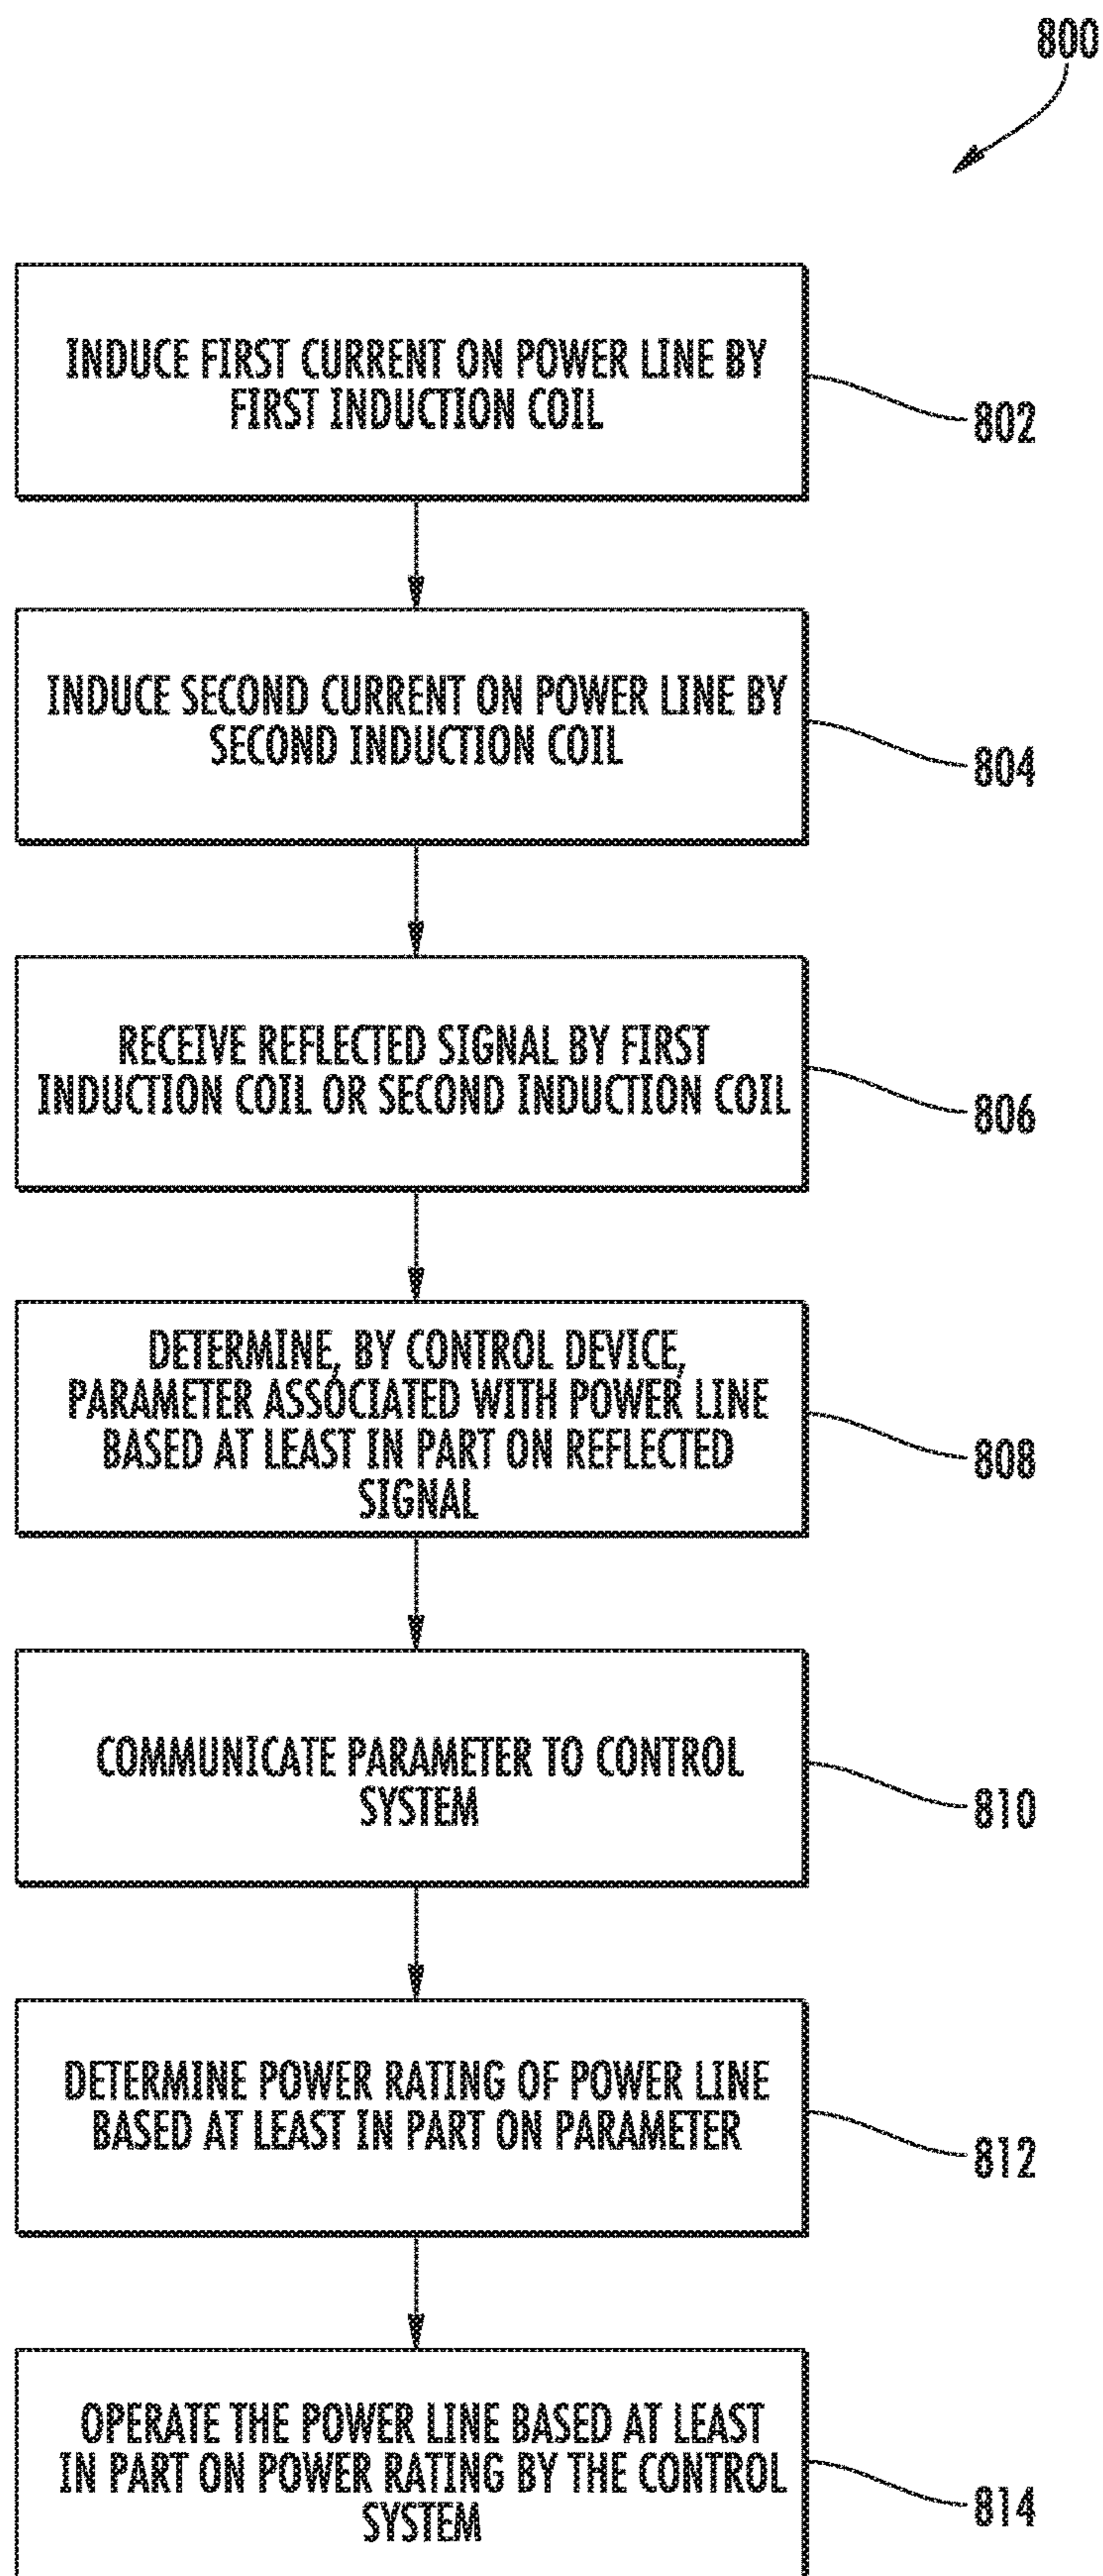 800
INDUCE FIRST CURRENT ON POWER LINE BY
FIRST INDUCTION COIL
802
INDUCE SECOND CURRENT ON POWER LINE BY
SECOND INDUCTION COIL
804
RECEIVE REFLECTED SIGNAL BY FIRST
INDUCTION COIL OR SECOND INDUCTION COIL
806
DETERMINE, BY CONTROL DEVICE,
PARAMETER ASSOCIATED WITH POWER LINE
BASED AT LEAST IN PART ON REFLECTED
SIGNAL
808
COMMUNICATE PARAMETER TO CONTROL
SYSTEM
810
DETERMINE POWER RATING OF POWER LINE
BASED AT LEAST IN PART ON PARAMETER
812
OPERATE THE POWER LINE BASED AT LEAST
IN PART ON POWER RATING BY THE CONTROL
SYSTEM
814